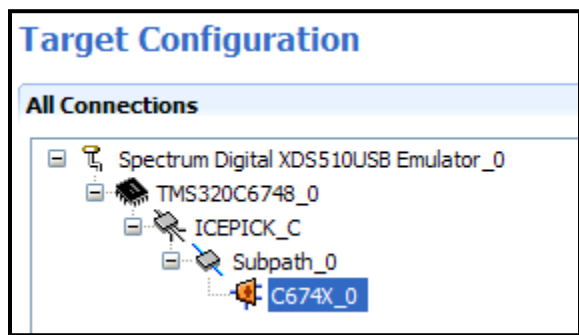 Target Configuration
All Connections
Spectrum Digital XDS510USB Emulator_0
TMS320C6748_0
ICEPICK_C
Subpath_0
C674X_0